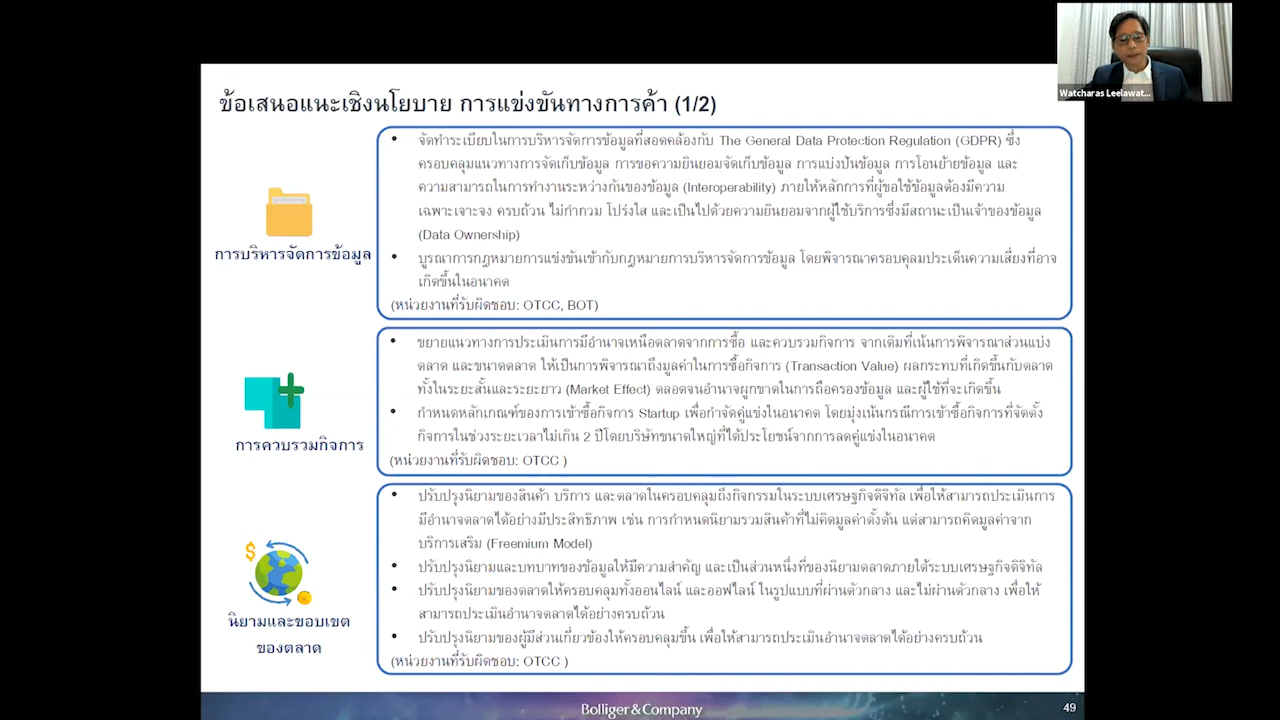 Watcharas Leelawat...
ข้อเสนอแนะเชิงนโยบาย การแข่งขันทางการค้า (1/2)
การบริหารจัดการข้อมูล
• จัดทำระเบียบในการบริหารจัดการข้อมูลที่สอดคล้องกับ The General Data Protection Regulation (GDPR) ซึ่ง
ครอบคลุมแนวทางการจัดเก็บข้อมูล การขอความยินยอมจัดเก็บข้อมูล การแบ่งปันข้อมูล การโอนย้ายข้อมูล และ
ความสามารถในการทำงานระหว่างกันของข้อมูล (Interoperability) ภายใต้หลักการที่ผู้ขอใช้ข้อมูลต้องมีความ
เฉพาะเจาะจง ครบถ้วน ไม่กำกวม โปร่งใส และเป็นไปด้วยความยินยอมจากผู้ใช้บริการซึ่งมีสถานะเป็นเจ้าของข้อมูล
(Data Ownership)
• บูรณาการกฎหมายการแข่งขันเข้ากับกฎหมายการบริหารจัดการข้อมูล โดยพิจารณาครอบคุลมประเด็นความเสี่ยงที่อาจ
เกิดขึ้นในอนาคต
(หน่วยงานที่รับผิดชอบ: OTCC, BOT)
การควบรวมกิจการ
• ขยายแนวทางการประเมินการมีอำนาจเหนือตลาดจากการซื้อ และควบรวมกิจการ จากเดิมที่เน้นการพิจารณาส่วนแบ่ง
ตลาด และขนาดตลาด ให้เป็นการพิจารณาถึงมูลค่าในการซื้อกิจการ (Transaction Value) ผลกระทบที่เกิดขึ้นกับตลาด
ทั้งในระยะสั้นและระยะยาว (Market Effect) ตลอดจนอำนาจผูกขาดในการถือครองข้อมูล และผู้ใช้ที่จะเกิดขึ้น
• กำหนดหลักเกณฑ์ของการเข้าซื้อกิจการ Startup เพื่อกำจัดคู่แข่งในอนาคต โดยมุ่งเน้นกรณีการเข้าซื้อกิจการที่จัดตั้ง
กิจการในช่วงระยะเวลาไม่เกิน 2 ปีโดยบริษัทขนาดใหญ่ที่ได้ประโยชน์จากการลดคู่แข่งในอนาคต
(หน่วยงานที่รับผิดชอบ: OTCC )
นิยามและขอบเขต
ของตลาด
• ปรับปรุงนิยามของสินค้า บริการ และตลาดในครอบคลุมถึงกิจกรรมในระบบเศรษฐกิจดิจิทัล เพื่อให้สามารถประเมินการ
มีอำนาจตลาดได้อย่างมีประสิทธิภาพ เช่น การกำหนดนิยามรวมสินค้าที่ไม่คิดมูลค่าตั้งต้น แต่สามารถคิดมูลค่าจาก
บริการเสริม (Freemium Model)
• ปรับปรุงนิยามและบทบาทของข้อมูลให้มีความสำคัญ และเป็นส่วนหนึ่งที่ของนิยามตลาดภายใต้ระบบเศรษฐกิจดิจิทัล
• ปรับปรุงนิยามของตลาดให้ครอบคลุมทั้งออนไลน์ และออฟไลน์ ในรูปแบบที่ผ่านตัวกลาง และไม่ผ่านตัวกลาง เพื่อให้
สามารถประเมินอำนาจตลาดได้อย่างครบถ้วน
• ปรับปรุงนิยามของผู้มีส่วนเกี่ยวข้องให้ครอบคลุมขึ้น เพื่อให้สามารถประเมินอำนาจตลาดได้อย่างครบถ้วน
(หน่วยงานที่รับผิดชอบ: OTCC )
Bolliger & Company
49